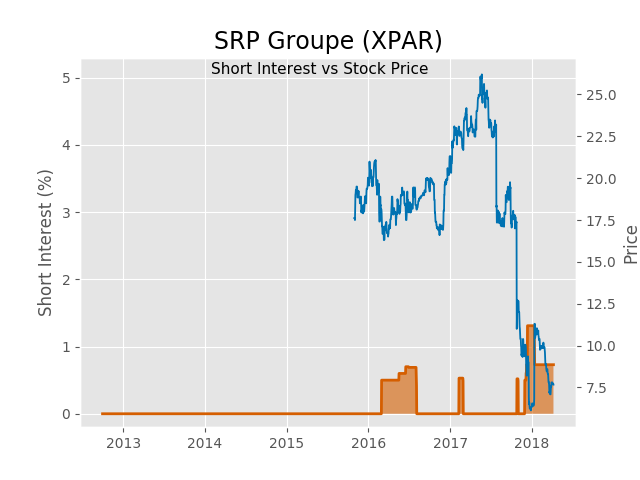 SRP Groupe (XPAR)
Short Interest vs Stock Price
Short Interest (%)
5
4
3
2
1
0
25.0
22.5
20.0
17.5
15.0
12.5
10.0
7.5
Price
2013 2014 2015 2016 2017 2018